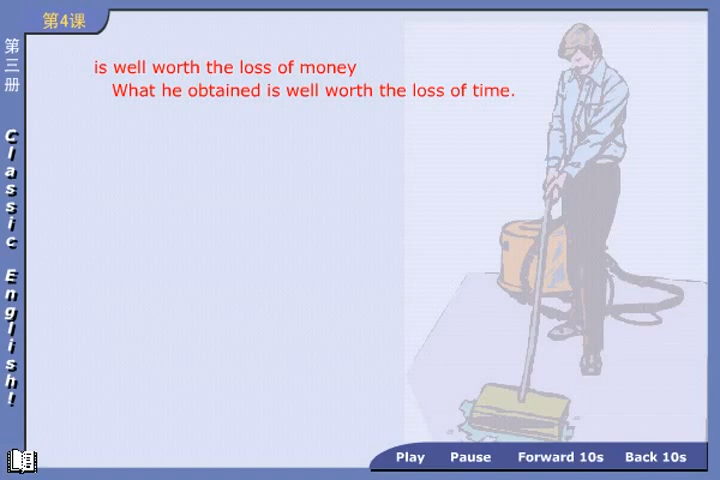 第4课
第三册
Classic English!
is well worth the loss of money
What he obtained is well worth the loss of time.
Play Pause Forward 10s Back 10s